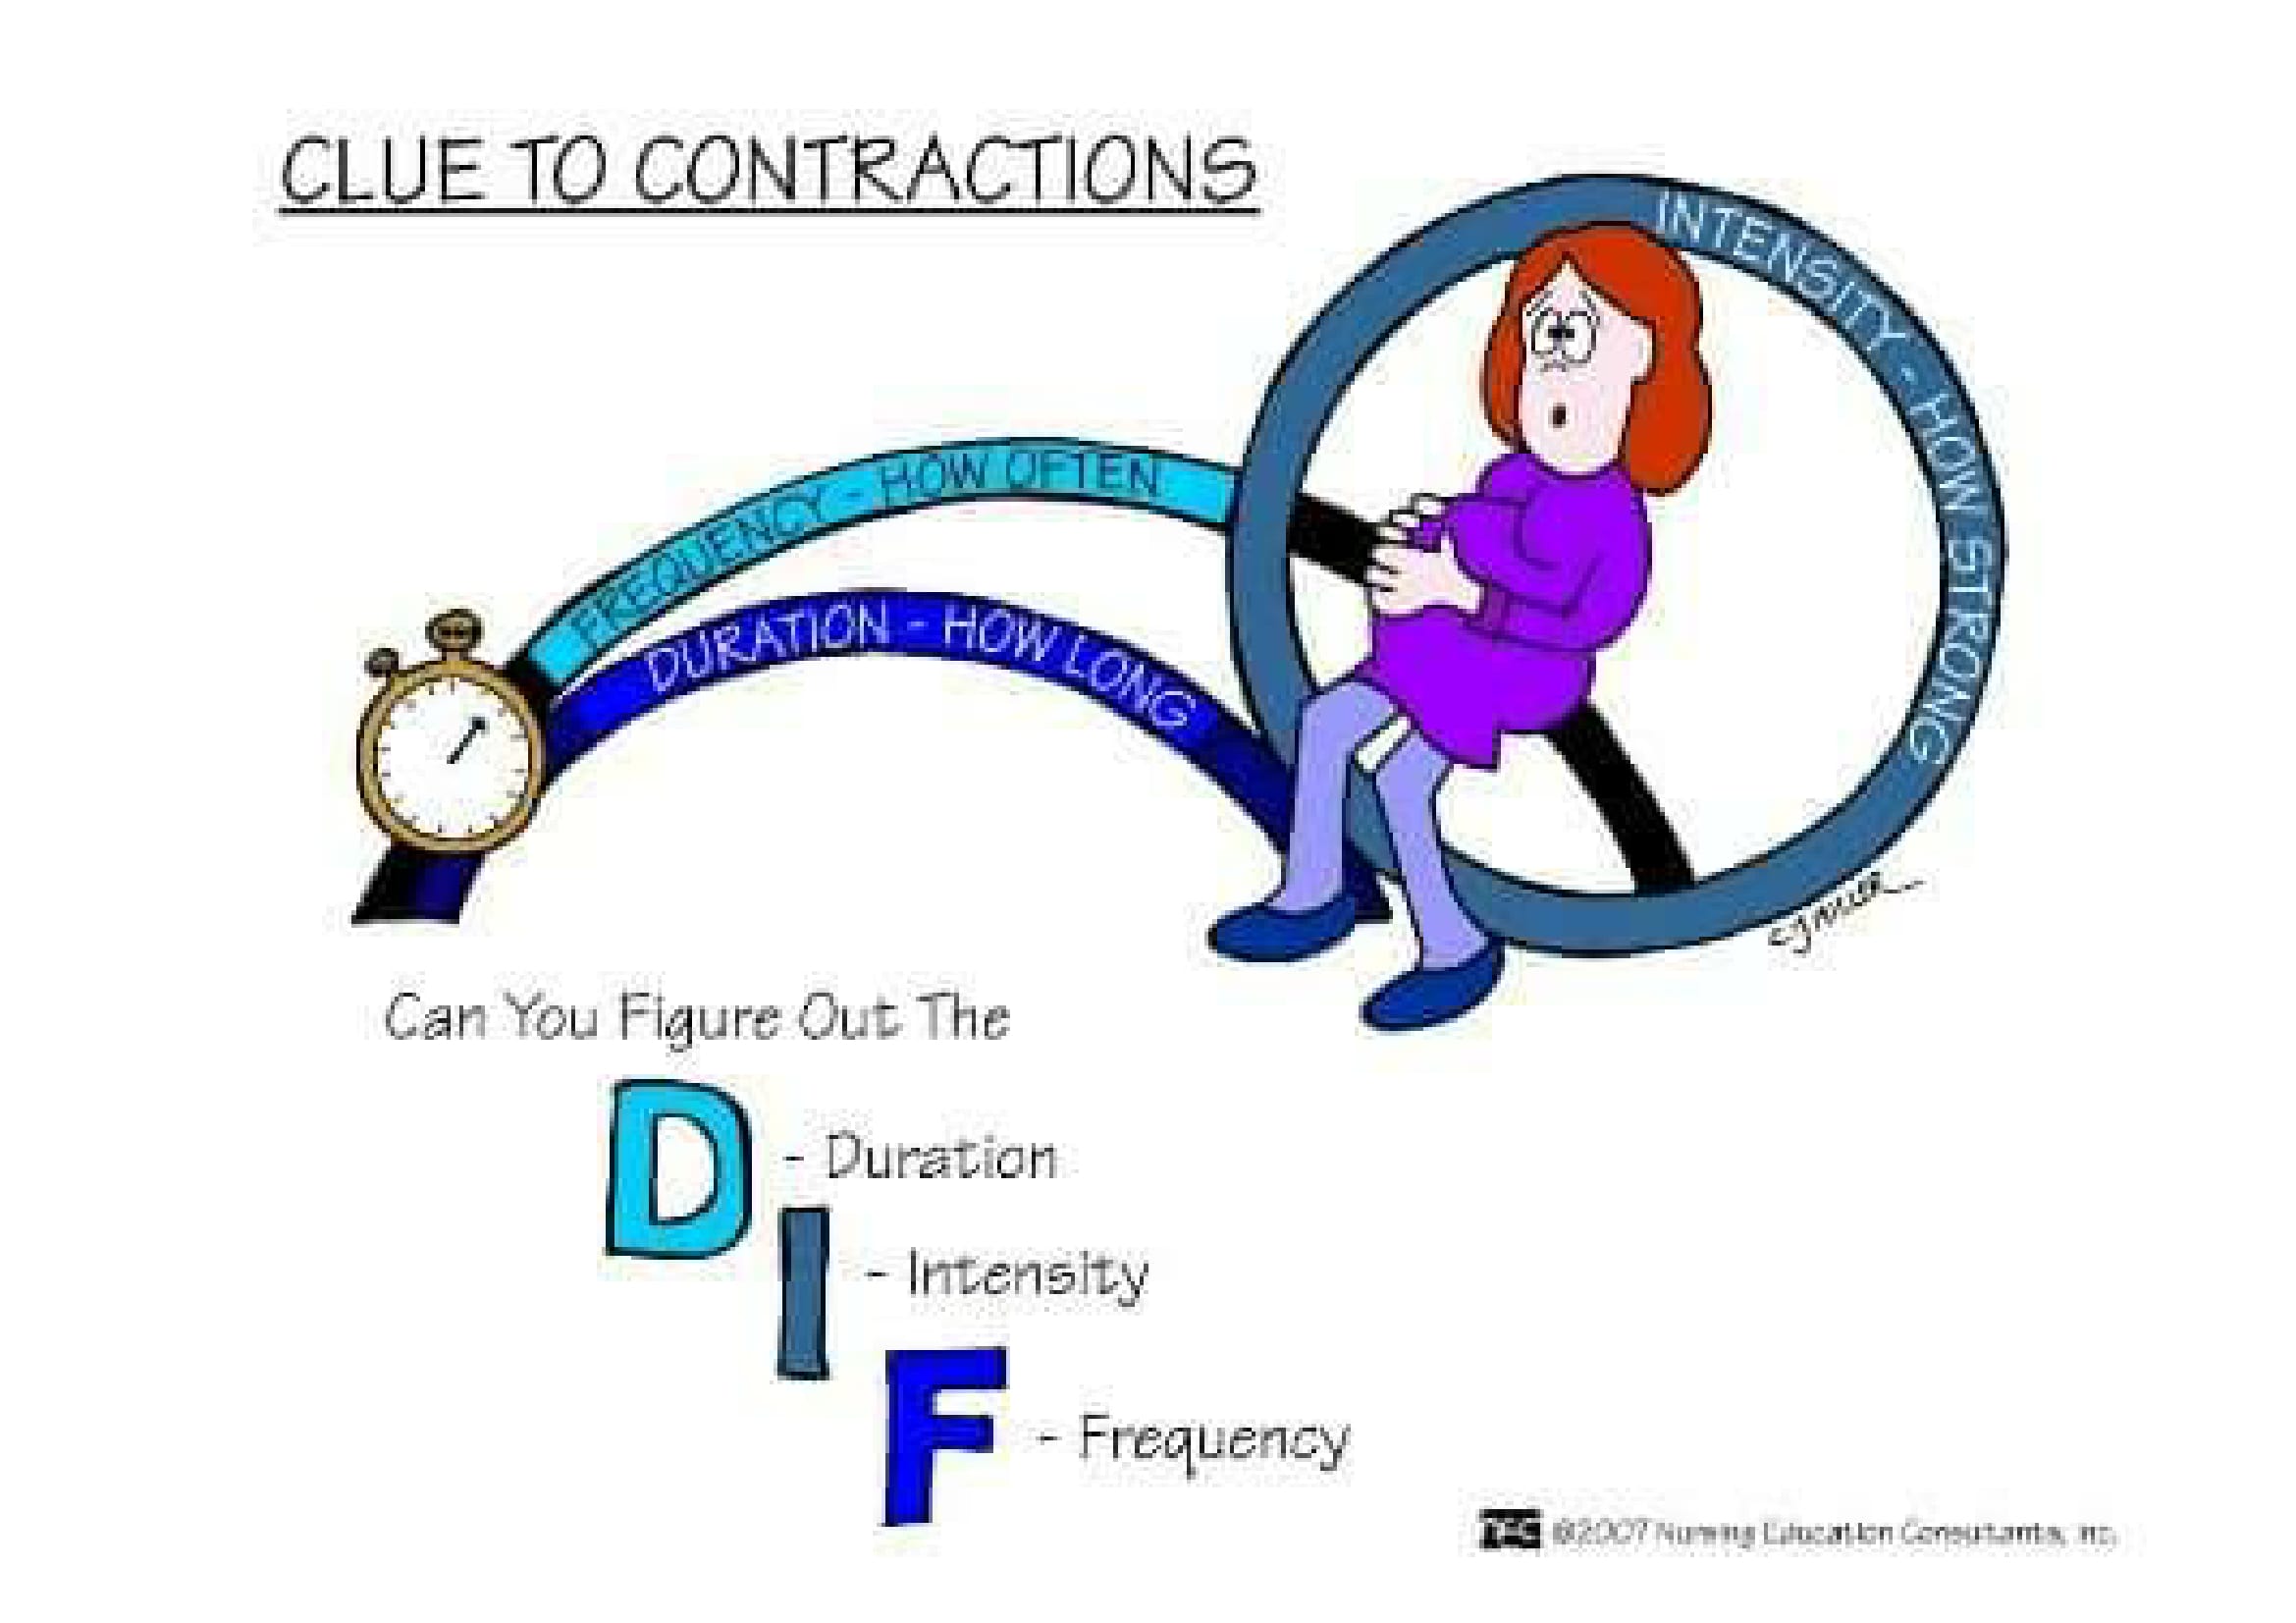 CLUE TO CONTRACTIONS
INTENSITY - HOW STRONG
FREQUENCY - HOW OFTEN
DURATION - HOW LONG
Can You Figure Out The
D - Duration
I - Intensity
F - Frequency
©2007 Nursing Education Consultants, Inc.